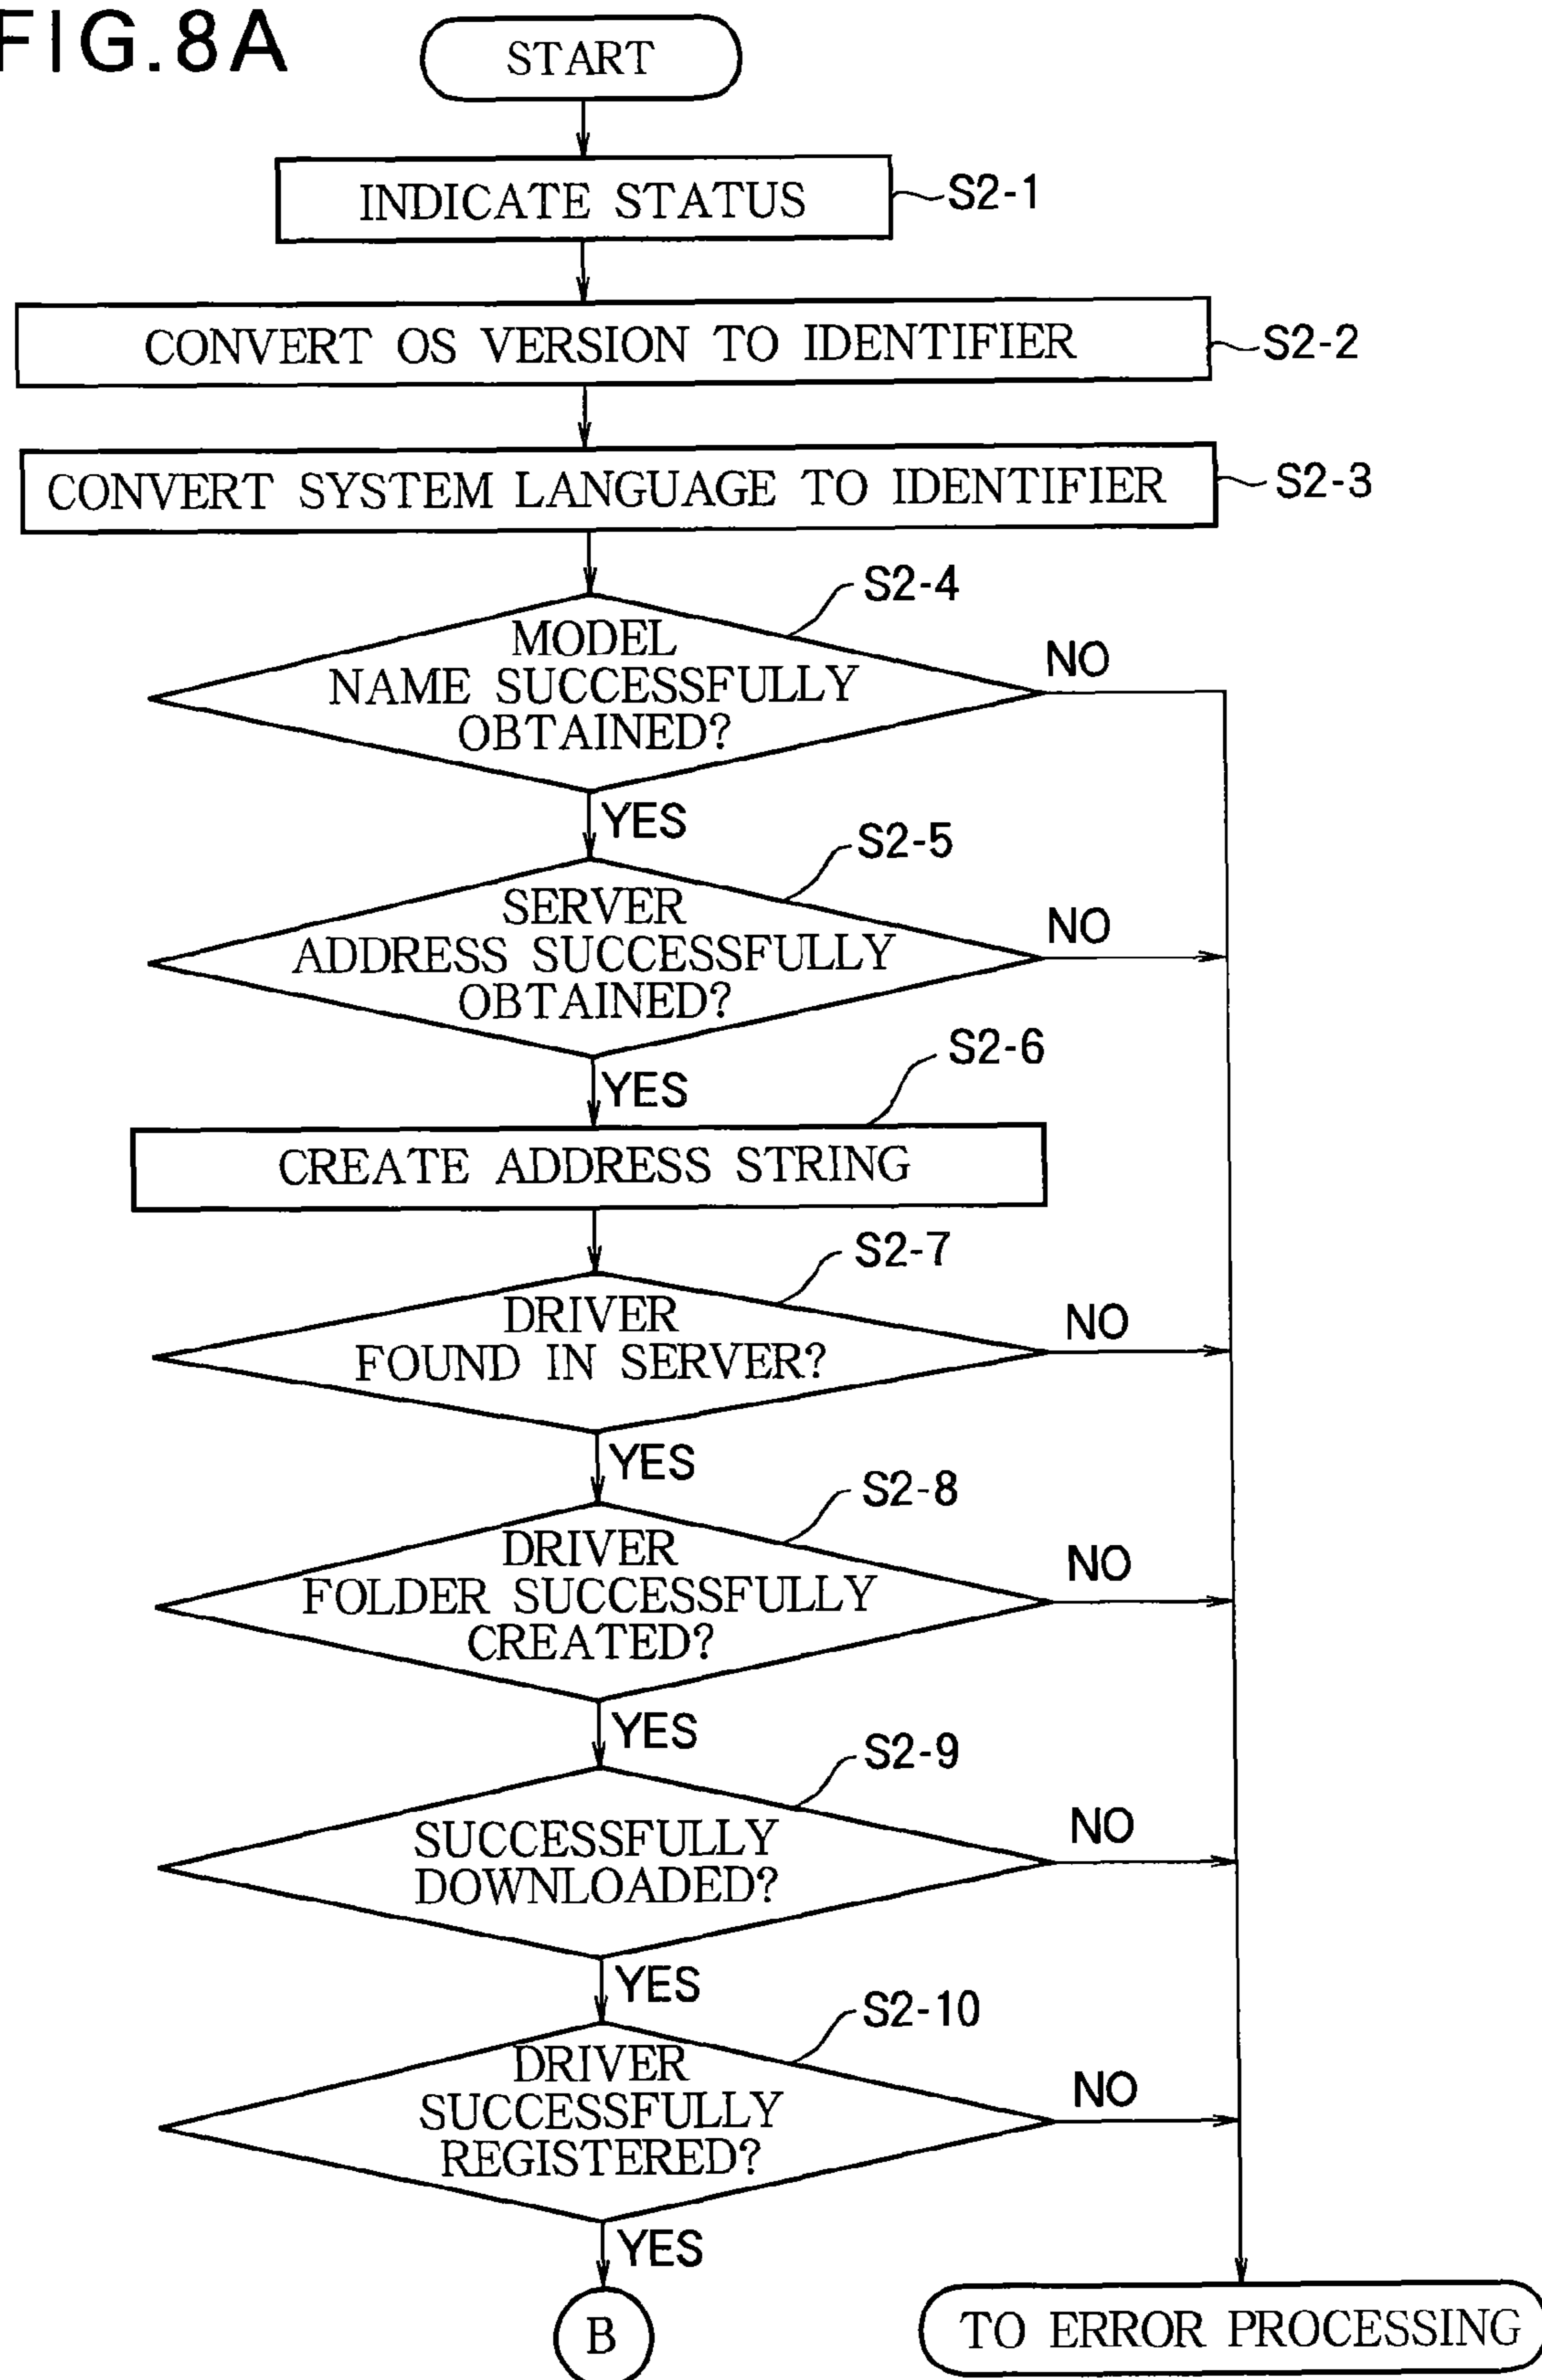 FIG.8A
START
INDICATE STATUS
S2-1
CONVERT OS VERSION TO IDENTIFIER
S2-2
CONVERT SYSTEM LANGUAGE TO IDENTIFIER
S2-3
S2-4
MODEL
NAME SUCCESSFULLY
OBTAINED?
NO
YES
S2-5
SERVER
ADDRESS SUCCESSFULLY
OBTAINED?
NO
YES
S2-6
CREATE ADDRESS STRING
S2-7
DRIVER
FOUND IN SERVER?
NO
YES
S2-8
DRIVER
FOLDER SUCCESSFULLY
CREATED?
NO
YES
S2-9
SUCCESSFULLY
DOWNLOADED?
NO
YES
S2-10
DRIVER
SUCCESSFULLY
REGISTERED?
NO
YES
B
TO ERROR PROCESSING